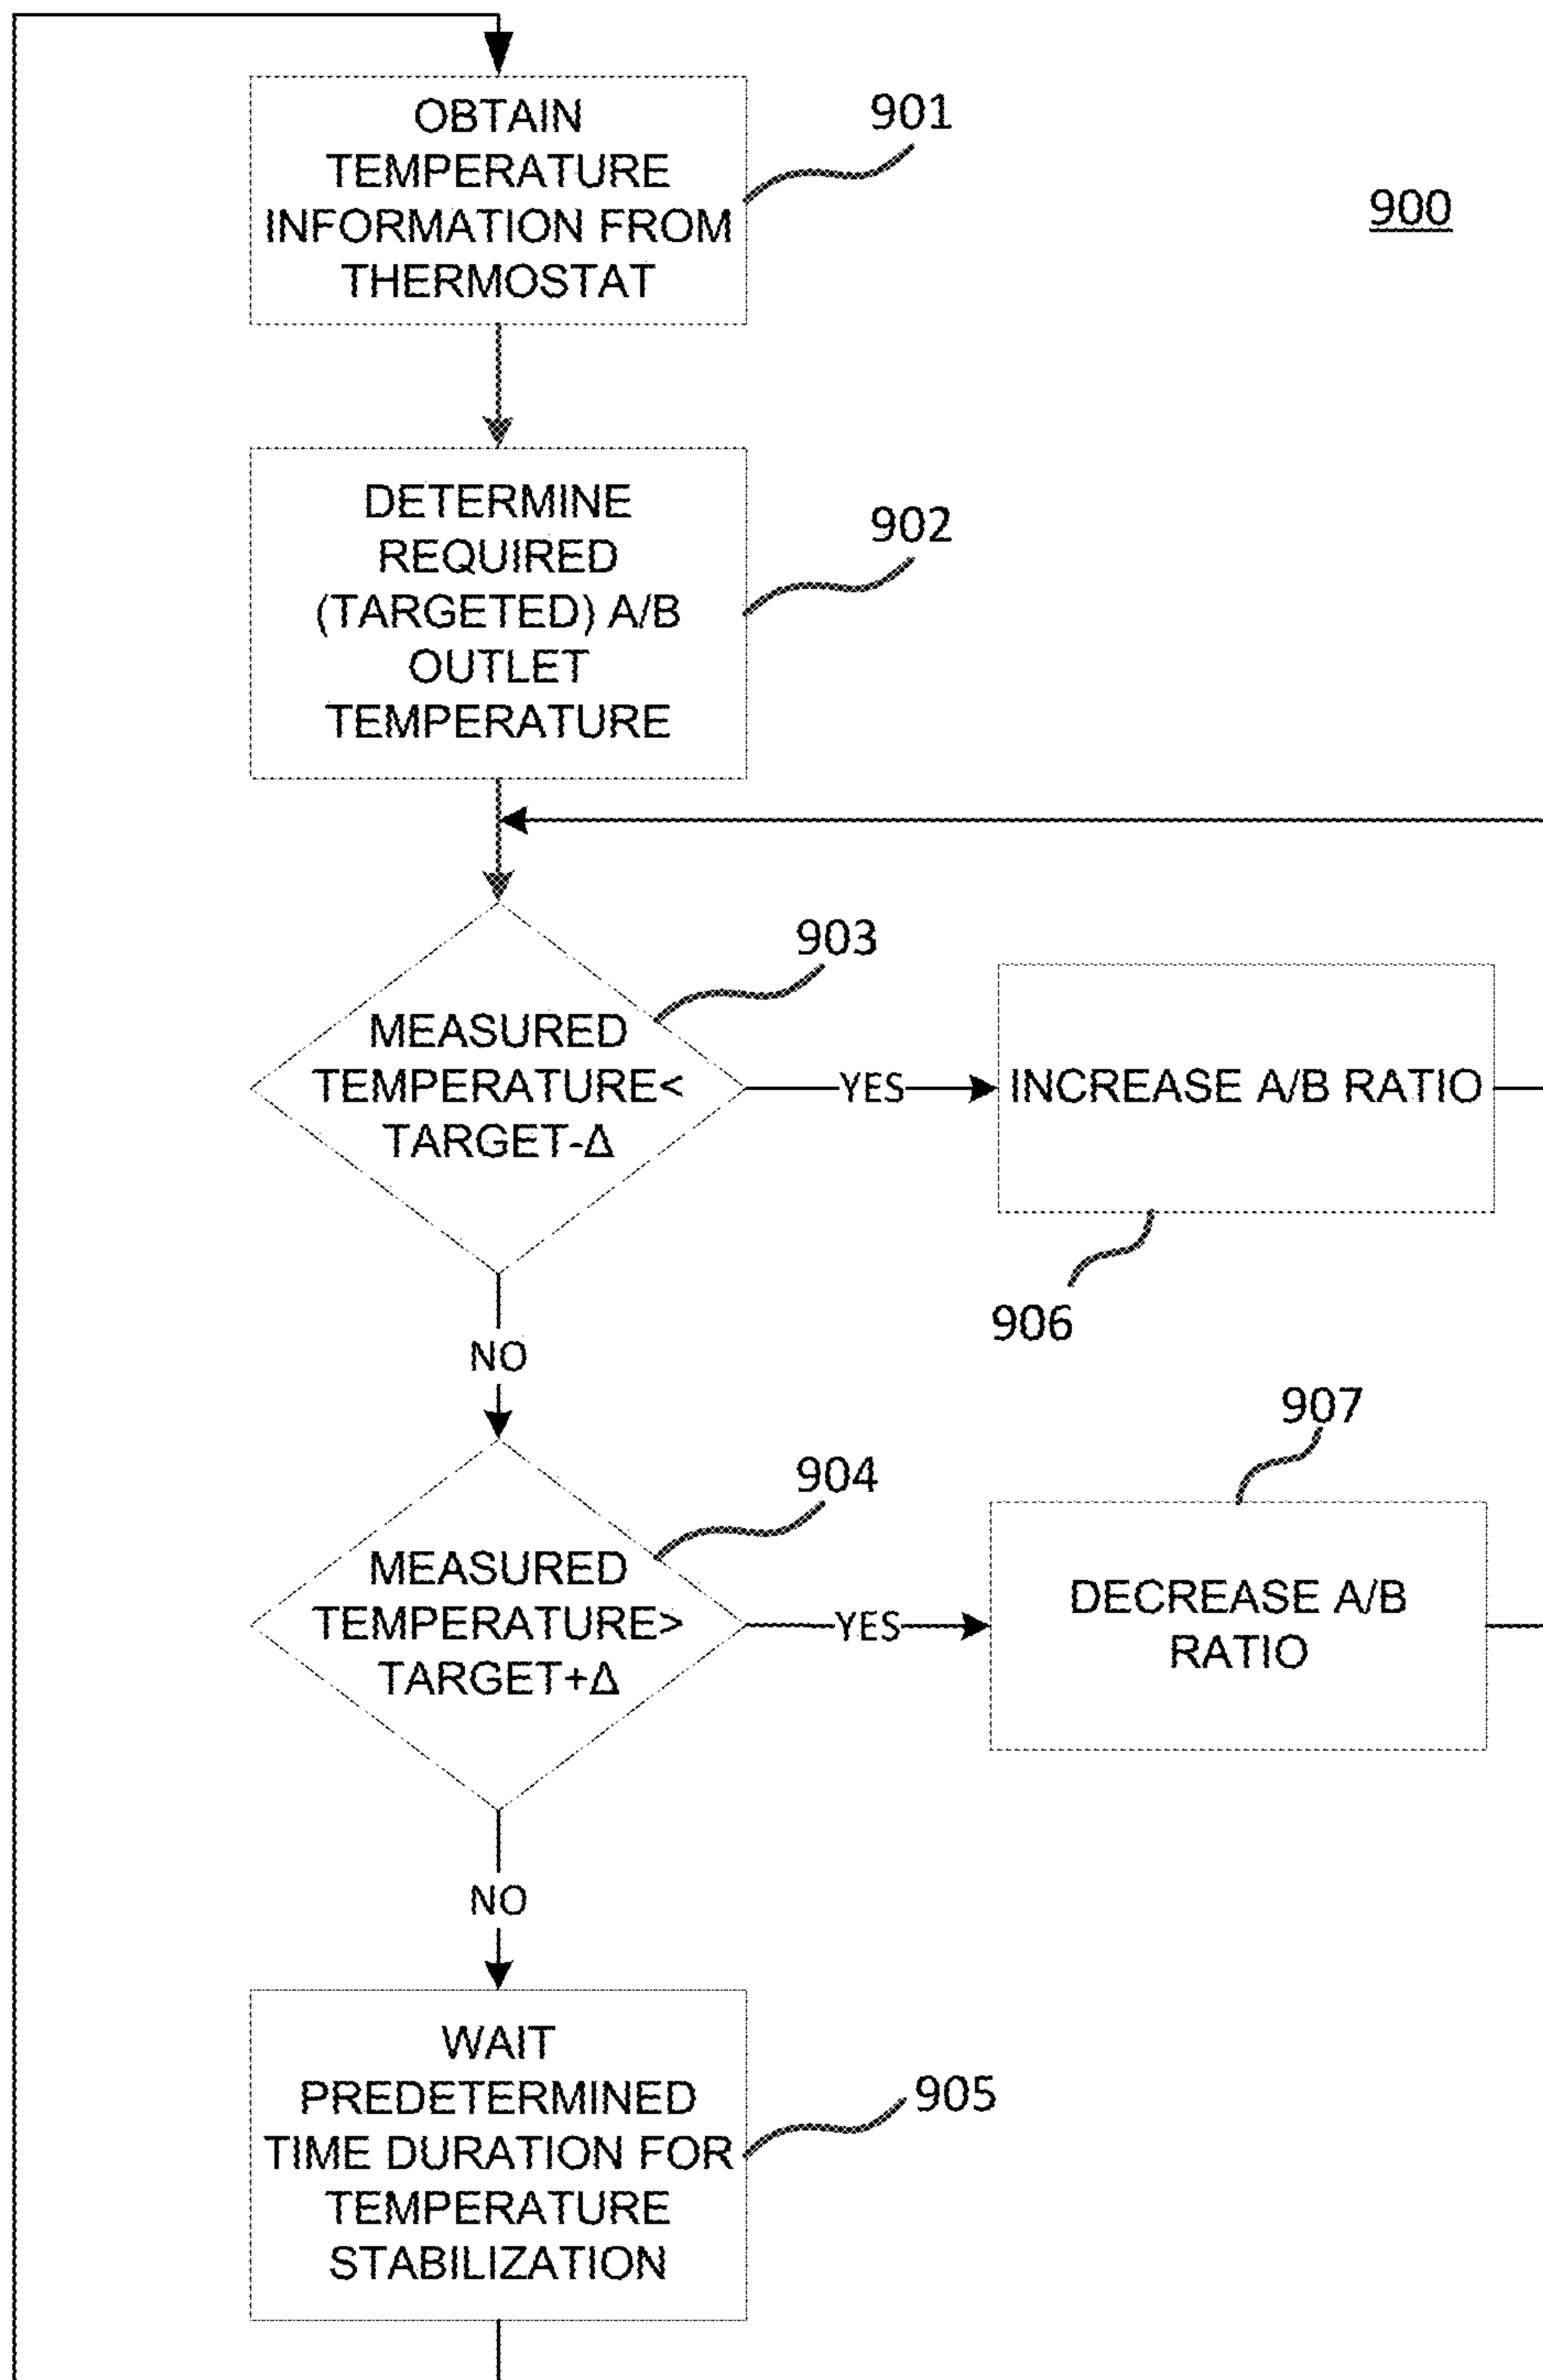 OBTAIN
TEMPERATURE
INFORMATION FROM
THERMOSTAT
901
900
DETERMINE
REQUIRED
(TARGETED) A/B
OUTLET
TEMPERATURE
902
MEASURED
TEMPERATURE<
TARGET-Δ
903
YES
INCREASE A/B RATIO
906
NO
MEASURED
TEMPERATURE>
TARGET+Δ
904
YES
907
DECREASE A/B
RATIO
NO
WAIT
PREDETERMINED
TIME DURATION FOR
TEMPERATURE
STABILIZATION
905